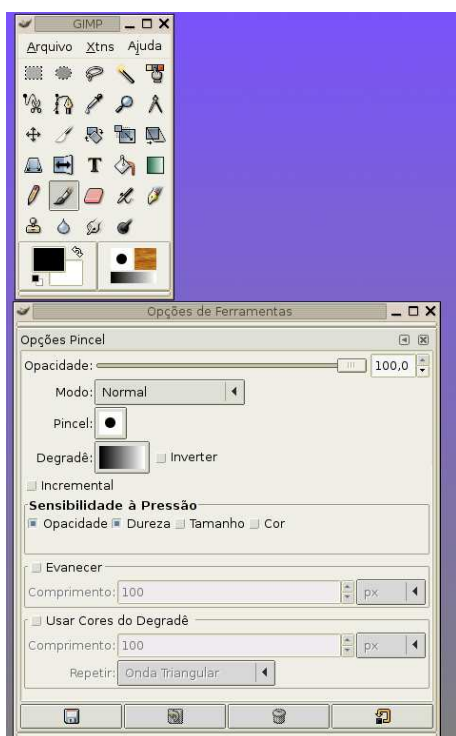 GIMP
Arquivo Xtns Ajuda
T
Opções de Ferramentas
Opções Pincel
Opacidade: 100,0
Modo: Normal
Pincel:
Degradê: Inverter
Incremental
Sensibilidade à Pressão
Opacidade Dureza Tamanho Cor
Evanecer
Comprimento: 100 px
Usar Cores do Degradê
Comprimento: 100 px
Repetir: Onda Triangular